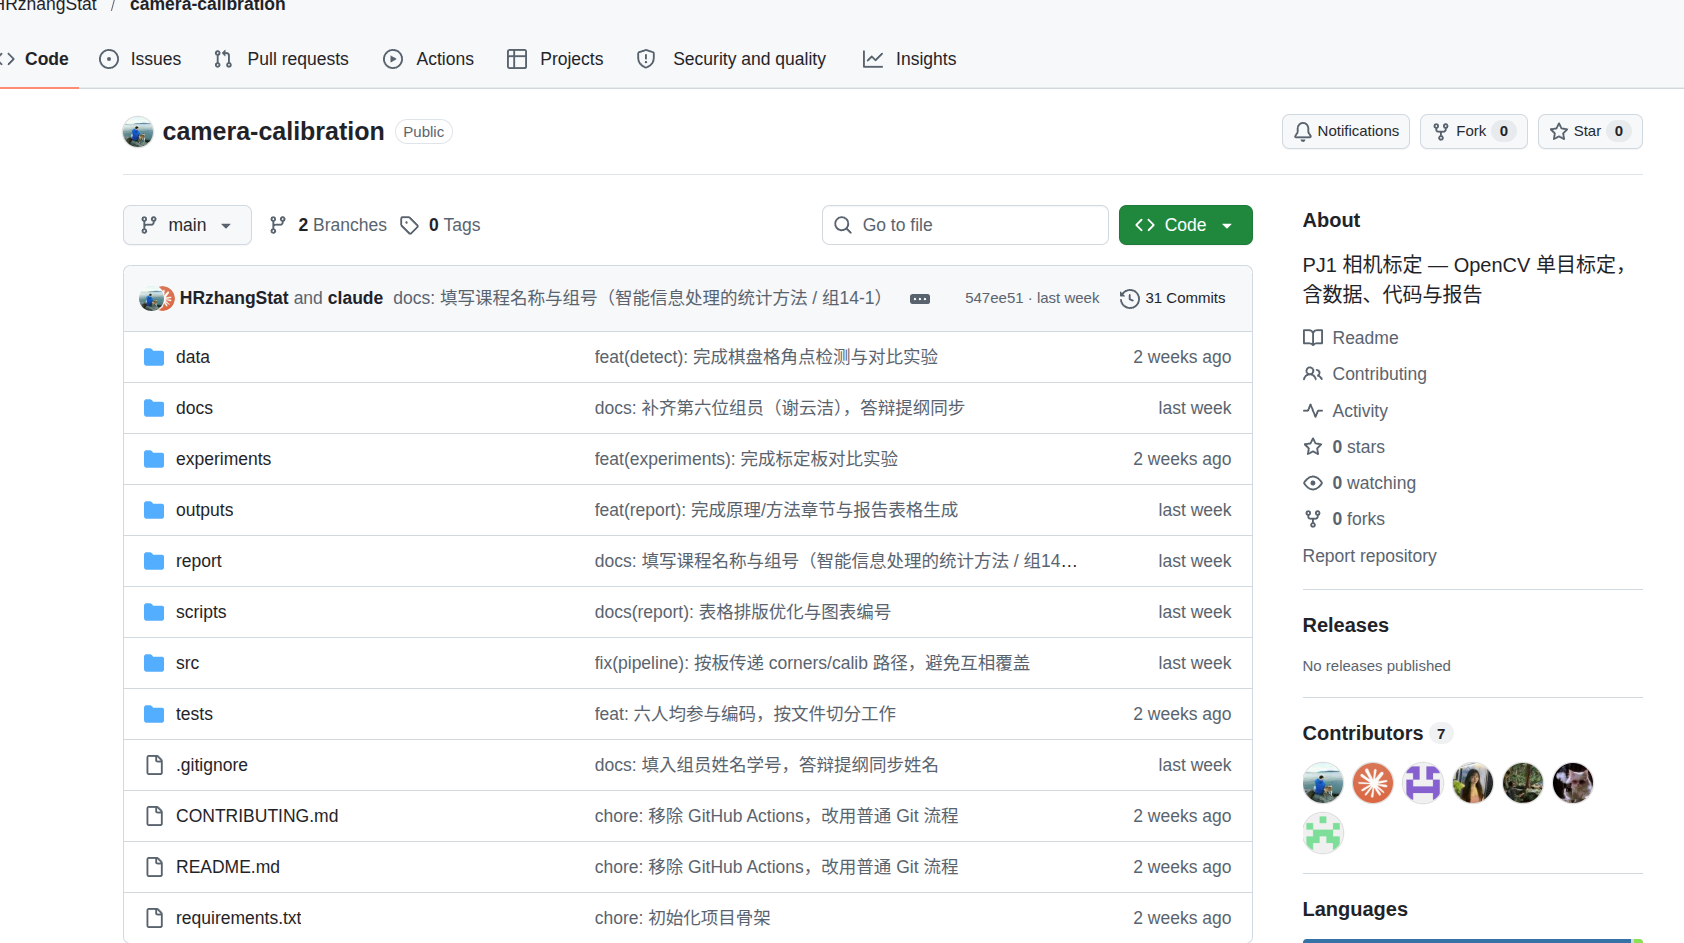 HRzhangStat / camera-calibration
Code Issues Pull requests Actions Projects Security and quality Insights
camera-calibration Public
Notifications Fork 0 Star 0
main 2 Branches 0 Tags Go to file Code
HRzhangStat and claude docs: 填写课程名称与组号（智能信息处理的统计方法 / 组14-1） 547ee51 · last week 31 Commits
data feat(detect): 完成棋盘格角点检测与对比实验 2 weeks ago
docs docs: 补齐第六位组员（谢云洁），答辩提纲同步 last week
experiments feat(experiments): 完成标定板对比实验 2 weeks ago
outputs feat(report): 完成原理/方法章节与报告表格生成 last week
report docs: 填写课程名称与组号（智能信息处理的统计方法 / 组14… last week
scripts docs(report): 表格排版优化与图表编号 last week
src fix(pipeline): 按板传递 corners/calib 路径，避免互相覆盖 last week
tests feat: 六人均参与编码，按文件切分工作 2 weeks ago
.gitignore docs: 填入组员姓名学号，答辩提纲同步姓名 last week
CONTRIBUTING.md chore: 移除 GitHub Actions，改用普通 Git 流程 2 weeks ago
README.md chore: 移除 GitHub Actions，改用普通 Git 流程 2 weeks ago
requirements.txt chore: 初始化项目骨架 2 weeks ago
About
PJ1 相机标定 — OpenCV 单目标定，
含数据、代码与报告
Readme
Contributing
Activity
0 stars
0 watching
0 forks
Report repository
Releases
No releases published
Contributors 7
Languages